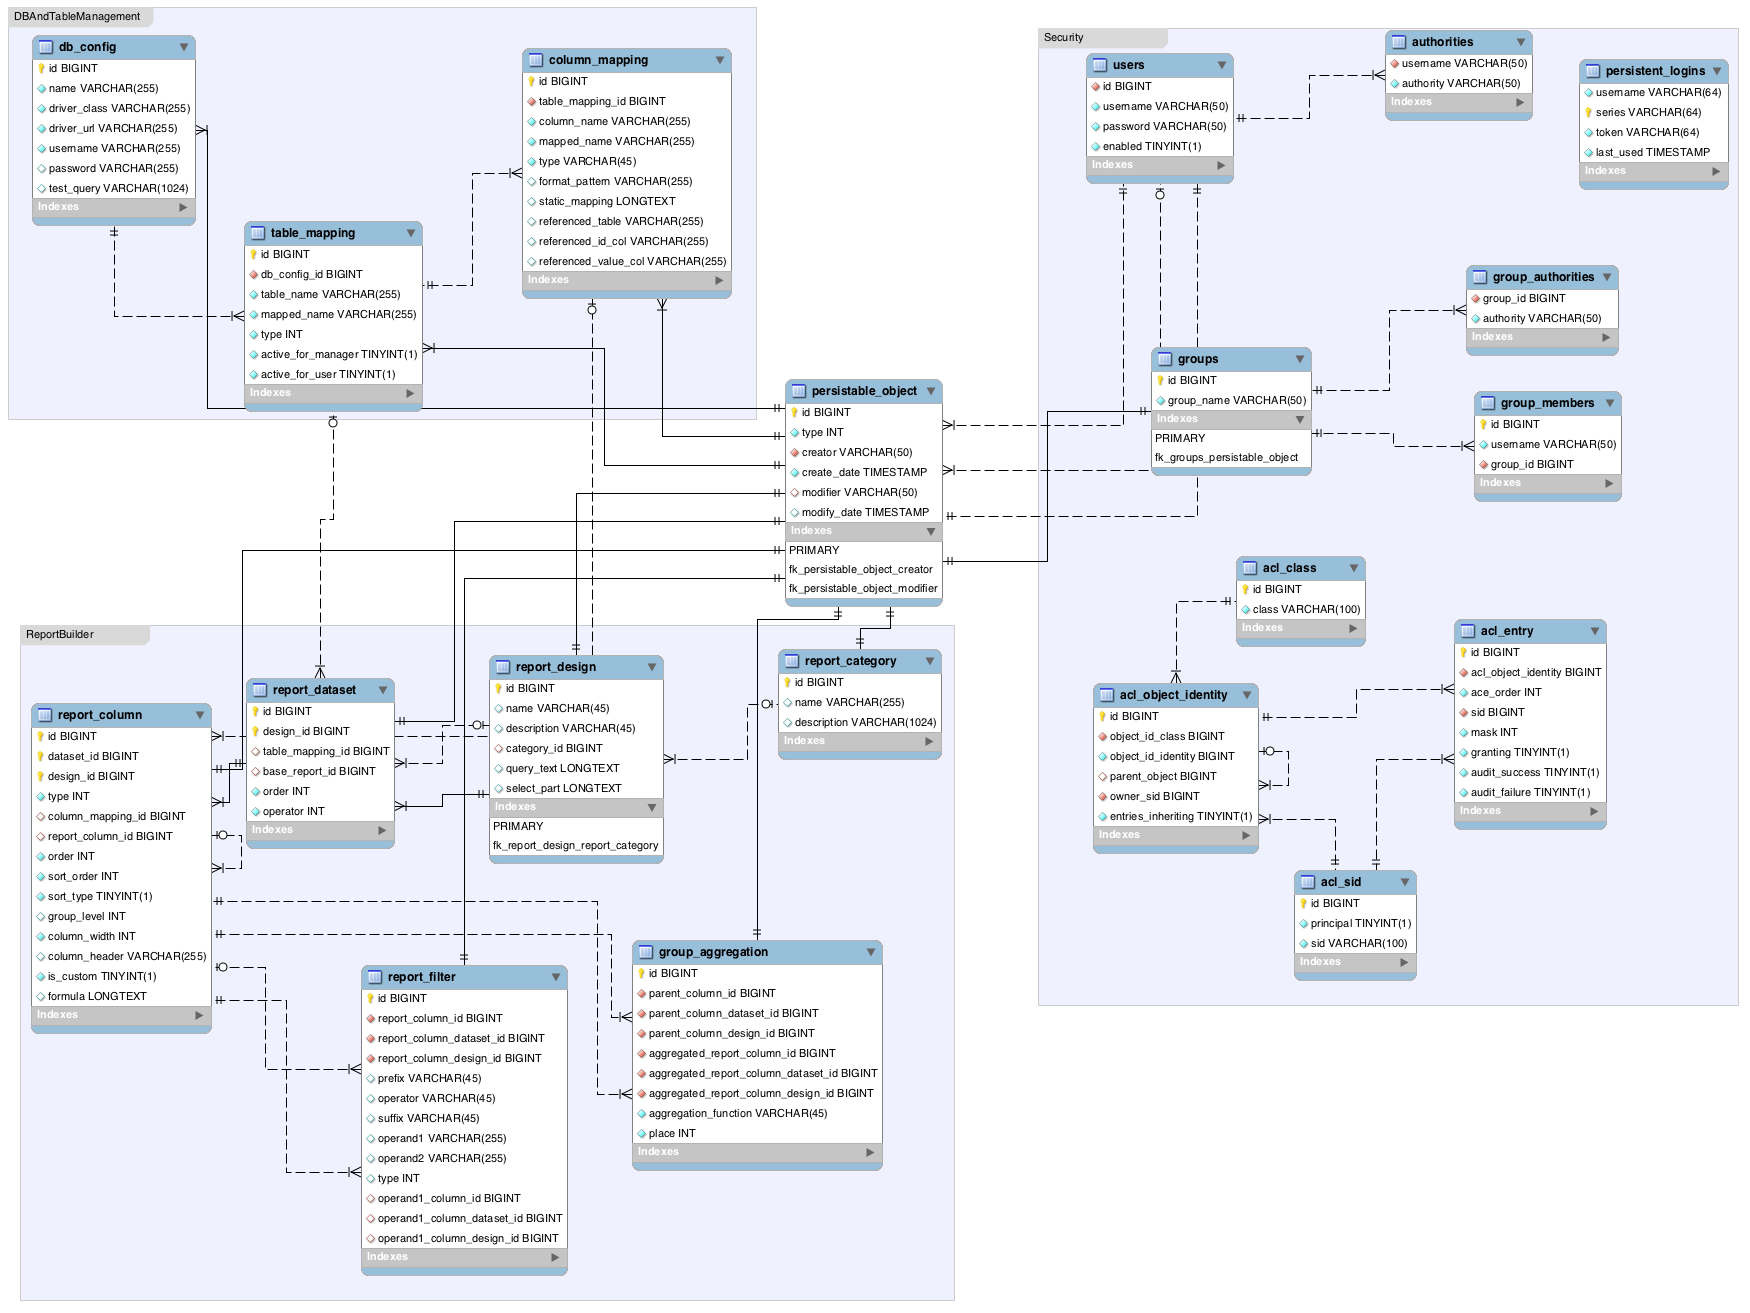 DBAndTableManagement
db_config
id BIGINT
name VARCHAR(255)
driver_class VARCHAR(255)
driver_url VARCHAR(255)
username VARCHAR(255)
password VARCHAR(255)
test_query VARCHAR(1024)
Indexes
table_mapping
id BIGINT
db_config_id BIGINT
table_name VARCHAR(255)
mapped_name VARCHAR(255)
type INT
active_for_manager TINYINT(1)
active_for_user TINYINT(1)
Indexes
column_mapping
id BIGINT
table_mapping_id BIGINT
column_name VARCHAR(255)
mapped_name VARCHAR(255)
type VARCHAR(45)
format_pattern VARCHAR(255)
static_mapping LONGTEXT
referenced_table VARCHAR(255)
referenced_id_col VARCHAR(255)
referenced_value_col VARCHAR(255)
Indexes
persistable_object
id BIGINT
type INT
creator VARCHAR(50)
create_date TIMESTAMP
modifier VARCHAR(50)
modify_date TIMESTAMP
Indexes
PRIMARY
fk_persistable_object_creator
fk_persistable_object_modifier
Security
users
id BIGINT
username VARCHAR(50)
password VARCHAR(50)
enabled TINYINT(1)
Indexes
authorities
username VARCHAR(50)
authority VARCHAR(50)
Indexes
persistent_logins
username VARCHAR(64)
series VARCHAR(64)
token VARCHAR(64)
last_used TIMESTAMP
Indexes
group_authorities
group_id BIGINT
authority VARCHAR(50)
Indexes
groups
id BIGINT
group_name VARCHAR(50)
Indexes
PRIMARY
fk_groups_persistable_object
group_members
id BIGINT
username VARCHAR(50)
group_id BIGINT
Indexes
acl_class
id BIGINT
class VARCHAR(100)
Indexes
acl_entry
id BIGINT
acl_object_identity BIGINT
ace_order INT
sid BIGINT
mask INT
granting TINYINT(1)
audit_success TINYINT(1)
audit_failure TINYINT(1)
Indexes
acl_object_identity
id BIGINT
object_id_class BIGINT
object_id_identity BIGINT
parent_object BIGINT
owner_sid BIGINT
entries_inheriting TINYINT(1)
Indexes
acl_sid
id BIGINT
principal TINYINT(1)
sid VARCHAR(100)
Indexes
ReportBuilder
report_column
id BIGINT
dataset_id BIGINT
design_id BIGINT
type INT
column_mapping_id BIGINT
report_column_id BIGINT
order INT
sort_order INT
sort_type TINYINT(1)
group_level INT
column_width INT
column_header VARCHAR(255)
is_custom TINYINT(1)
formula LONGTEXT
Indexes
report_dataset
id BIGINT
design_id BIGINT
table_mapping_id BIGINT
base_report_id BIGINT
order INT
operator INT
Indexes
report_design
id BIGINT
name VARCHAR(45)
description VARCHAR(45)
category_id BIGINT
query_text LONGTEXT
select_part LONGTEXT
Indexes
PRIMARY
fk_report_design_report_category
report_category
id BIGINT
name VARCHAR(255)
description VARCHAR(1024)
Indexes
report_filter
id BIGINT
report_column_id BIGINT
report_column_dataset_id BIGINT
report_column_design_id BIGINT
prefix VARCHAR(45)
operator VARCHAR(45)
suffix VARCHAR(45)
operand1 VARCHAR(255)
operand2 VARCHAR(255)
type INT
operand1_column_id BIGINT
operand1_column_dataset_id BIGINT
operand1_column_design_id BIGINT
Indexes
group_aggregation
id BIGINT
parent_column_id BIGINT
parent_column_dataset_id BIGINT
parent_column_design_id BIGINT
aggregated_report_column_id BIGINT
aggregated_report_column_dataset_id BIGINT
aggregated_report_column_design_id BIGINT
aggregation_function VARCHAR(45)
place INT
Indexes